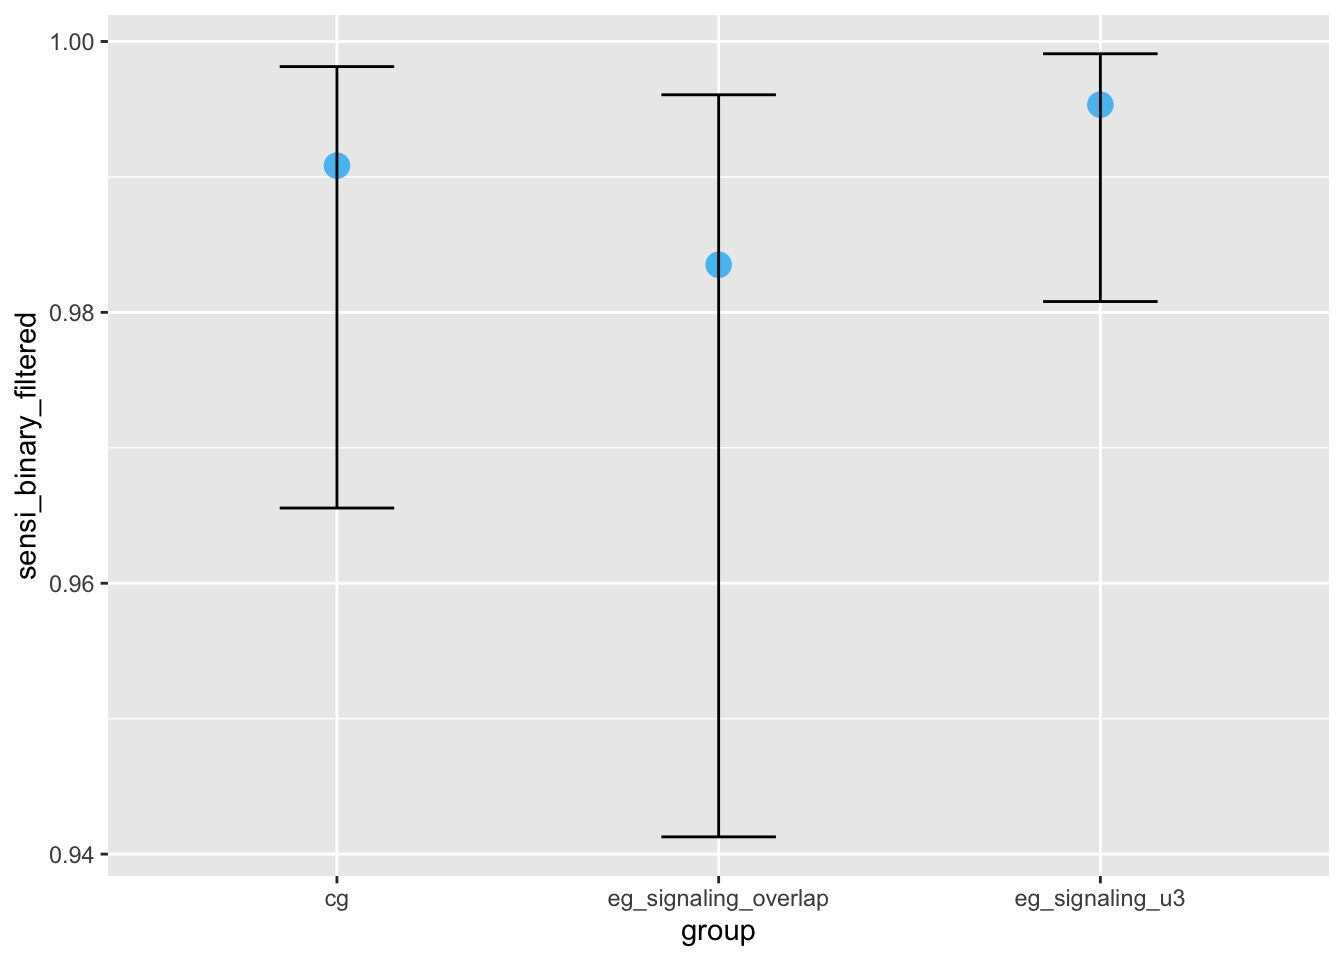 sensi_binary_filtered
1.00
0.98
0.96
0.94
cg
eg_signaling_overlap
eg_signaling_u3
group